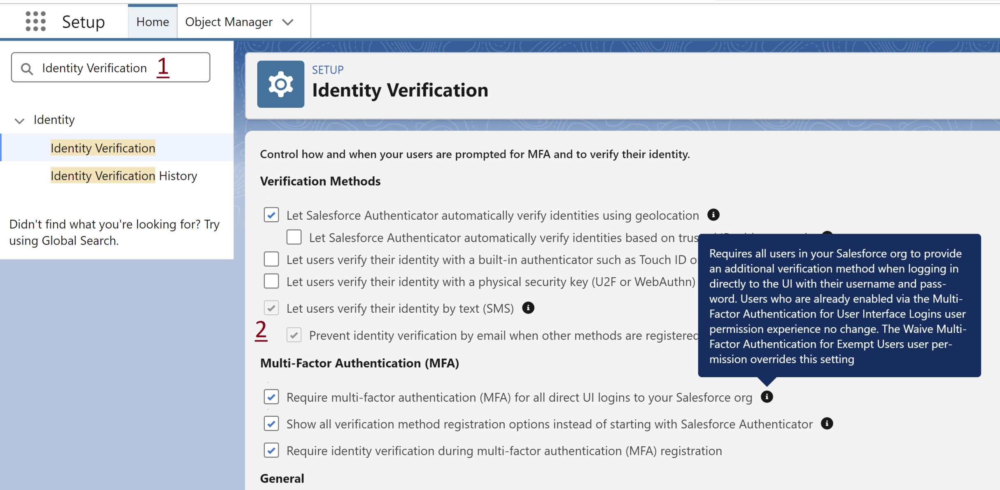 Setup
Home
Object Manager
Identity Verification 1
Identity
Identity Verification
Identity Verification History
Didn't find what you're looking for? Try
using Global Search.
SETUP
Identity Verification
Control how and when your users are prompted for MFA and to verify their identity.
Verification Methods
Let Salesforce Authenticator automatically verify identities using geolocation
Let Salesforce Authenticator automatically verify identities based on
Let users verify their identity with a built-in authenticator such as Touch ID
Let users verify their identity with a physical security key (U2F or WebAuthn)
Let users verify their identity by text (SMS)
2
Prevent identity verification by email when other methods are registered
Requires all users in your Salesforce org to provide
an additional verification method when logging in
directly to the UI with their username and pass-
word. Users who are already enabled via the Multi-
Factor Authentication for User Interface Logins user
permission experience no change. The Waive Multi-
Factor Authentication for Exempt Users user per-
mission overrides this setting
Multi-Factor Authentication (MFA)
Require multi-factor authentication (MFA) for all direct UI logins to your Salesforce org
Show all verification method registration options instead of starting with Salesforce Authenticator
Require identity verification during multi-factor authentication (MFA) registration
General